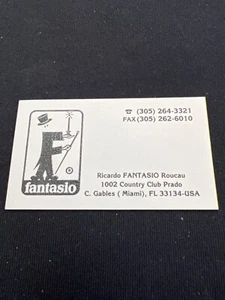 ☎ (305) 264-3321
FAX (305) 262-6010
fantasio
Ricardo FANTASIO Roucau
1002 Country Club Prado
C. Gables ( Miami), FL 33134-USA